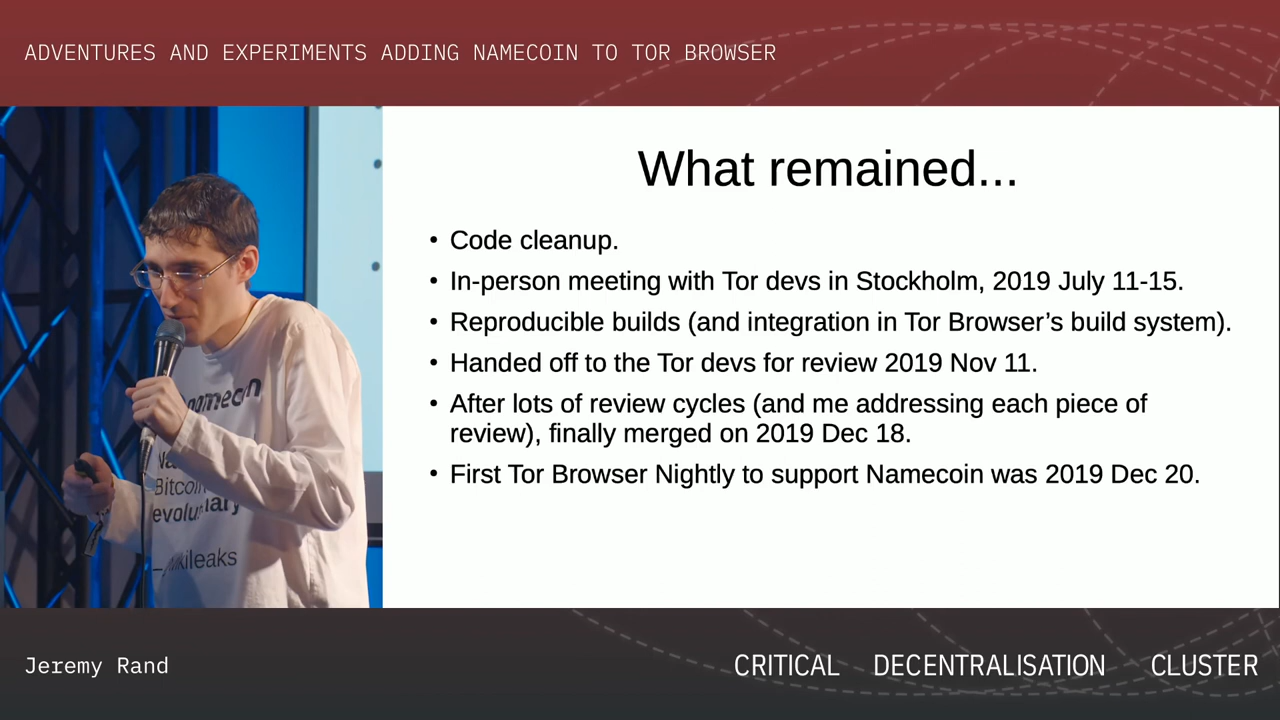 ADVENTURES AND EXPERIMENTS ADDING NAMECOIN TO TOR BROWSER
What remained...
• Code cleanup.
• In-person meeting with Tor devs in Stockholm, 2019 July 11-15.
• Reproducible builds (and integration in Tor Browser’s build system).
• Handed off to the Tor devs for review 2019 Nov 11.
• After lots of review cycles (and me addressing each piece of
review), finally merged on 2019 Dec 18.
• First Tor Browser Nightly to support Namecoin was 2019 Dec 20.
Bitcoin
Jeremy Rand
CRITICAL DECENTRALISATION CLUSTER